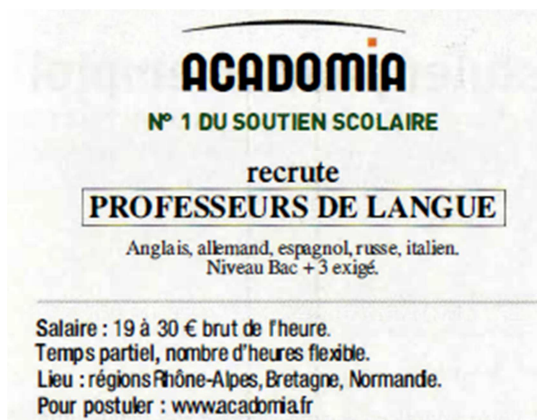 ACADOMIA
N° 1 DU SOUTIEN SCOLAIRE
recrute
PROFESSEURS DE LANGUE
Anglais, allemand, espagnol, russe, italien.
Niveau Bac + 3 exigé.
Salaire : 19 à 30 € brut de l'heure.
Temps partiel, nombre d'heures flexible.
Lieu : régions Rhône-Alpes, Bretagne, Normandie.
Pour postuler : www.acadomia.fr